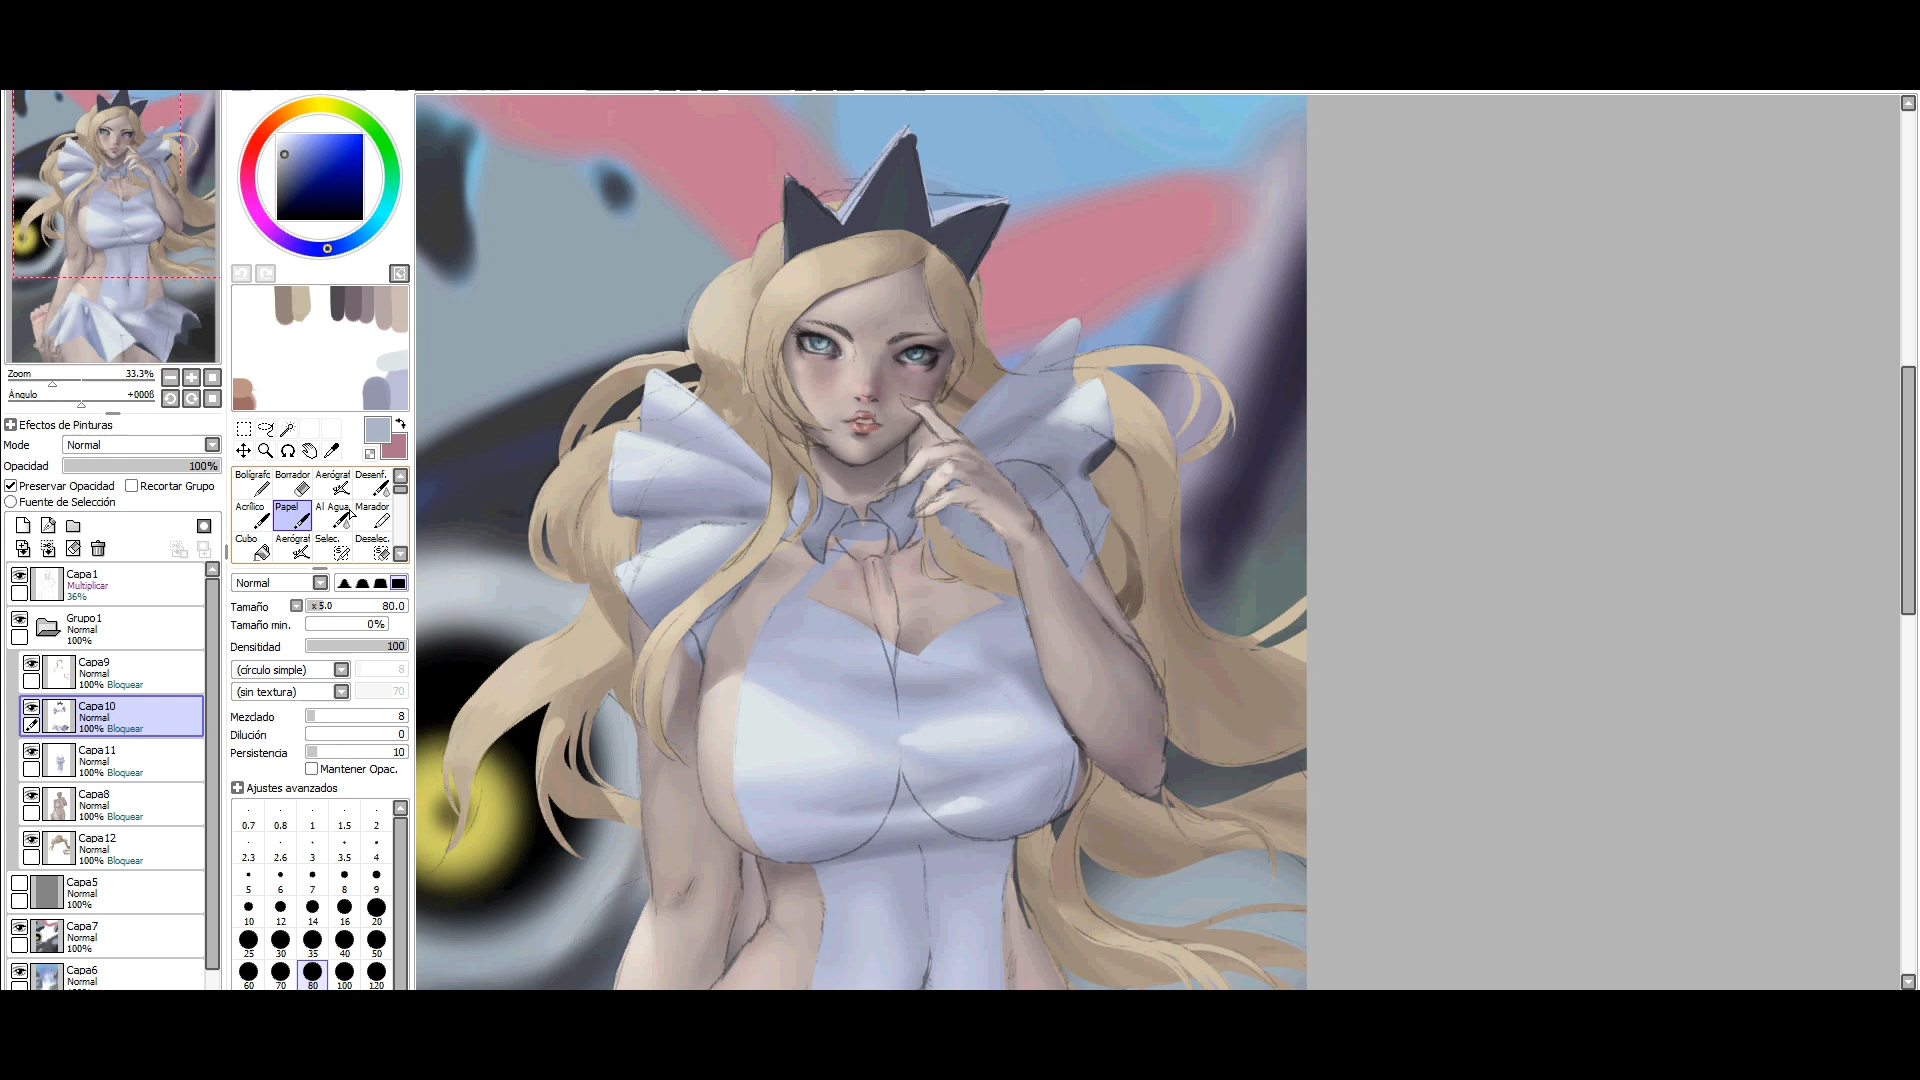 Zoom 33.3%
Ángulo +000ß
Efectos de Pinturas
Mode Normal
Opacidad 100%
Preservar Opacidad Recortar Grupo
Fuente de Selección
Capa1
Multiplicar
36%
Grupo1
Normal
100%
Capa9
Normal
100% Bloquear
Capa10
Normal
100% Bloquear
Capa11
Normal
100% Bloquear
Capa8
Normal
100% Bloquear
Capa12
Normal
100% Bloquear
Capa5
Normal
100%
Capa7
Normal
100%
Capa6
Normal
Bolígrafo Borrador Aerógraf Desenf.
Acrílico Papel Al Agua Marador
Cubo Aerógraf Selec. Deselec.
Normal
Tamaño x 5.0 80.0
Tamaño min. 0%
Densitidad 100
(círculo simple) 8
(sin textura) 70
Mezclado 8
Dilución 0
Persistencia 10
Mantener Opac.
Ajustes avanzados
0.7 0.8 1 1.5 2
2.3 2.6 3 3.5 4
5 6 7 8 9
10 12 14 16 20
25 30 35 40 50
60 70 80 100 120